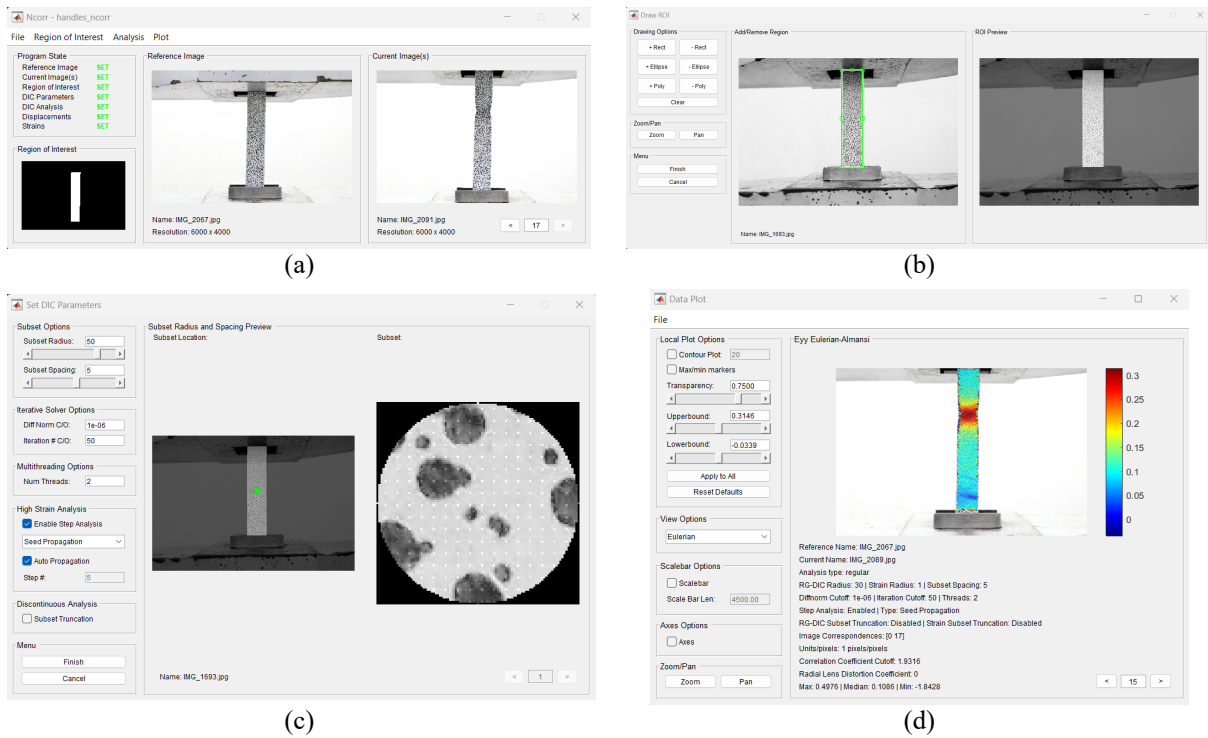 Ncorr - handles_ncorr
File Region of Interest Analysis Plot
Program State
Reference Image SET
Current Image(s) SET
Region of Interest SET
DIC Parameters SET
DIC Analysis SET
Displacements SET
Strains SET
Region of Interest
Reference Image
Name: IMG_2067.jpg
Resolution: 6000 x 4000
Current Image(s)
Name: IMG_2091.jpg
Resolution: 6000 x 4000
< 17 >
(a)
Draw ROI
Drawing Options
+ Rect - Rect
+ Ellipse - Ellipse
+ Poly - Poly
Clear
Zoom/Pan
Zoom Pan
Menu
Finish
Cancel
Add/Remove Region
Name: IMG_1693.jpg
ROI Preview
(b)
Set DIC Parameters
Subset Options
Subset Radius: 50
Subset Spacing: 5
Iterative Solver Options
Diff Norm C/O: 1e-06
Iteration # C/O: 50
Multithreading Options
Num Threads: 2
High Strain Analysis
Enable Step Analysis
Seed Propagation
Auto Propagation
Step #: 5
Discontinuous Analysis
Subset Truncation
Menu
Finish
Cancel
Subset Radius and Spacing Preview
Subset Location: Subset:
Name: IMG_1693.jpg
< 1 >
(c)
Data Plot
File
Local Plot Options
Contour Plot: 20
Max/min markers
Transparency: 0.7500
Upperbound: 0.3146
Lowerbound: -0.0339
Apply to All
Reset Defaults
View Options
Eulerian
Scalebar Options
Scalebar
Scale Bar Len: 4500.00
Axes Options
Axes
Zoom/Pan
Zoom Pan
Eyy Eulerian-Almansi
0.3
0.25
0.2
0.15
0.1
0.05
0
Reference Name: IMG_2067.jpg
Current Name: IMG_2089.jpg
Analysis type: regular
RG-DIC Radius: 30 | Strain Radius: 1 | Subset Spacing: 5
Diffnorm Cutoff: 1e-06 | Iteration Cutoff: 50 | Threads: 2
Step Analysis: Enabled | Type: Seed Propagation
RG-DIC Subset Truncation: Disabled | Strain Subset Truncation: Disabled
Image Correspondences: [0 17]
Units/pixels: 1 pixels/pixels
Correlation Coefficient Cutoff: 1.9316
Radial Lens Distortion Coefficient: 0
Max: 0.4976 | Median: 0.1086 | Min: -1.8428
< 15 >
(d)